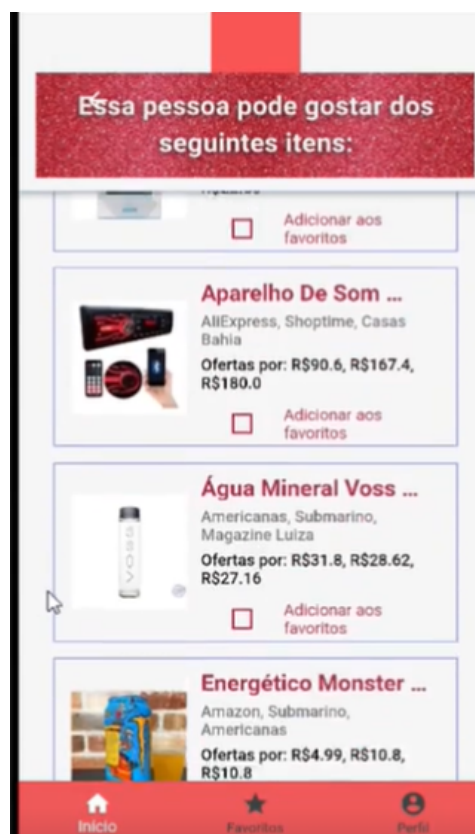 Essa pessoa pode gostar dos
seguintes itens:
Adicionar aos
favoritos
Aparelho De Som ...
AliExpress, Shoptime, Casas
Bahia
Ofertas por: R$90.6, R$167.4,
R$180.0
Adicionar aos
favoritos
Água Mineral Voss ...
Americanas, Submarino,
Magazine Luiza
Ofertas por: R$31.8, R$28.62,
R$27.16
VOSS
Adicionar aos
favoritos
Energético Monster ...
Amazon, Submarino,
Americanas
Ofertas por: R$4.99, R$10.8,
R$10.8
Início
Favoritos
Perfil